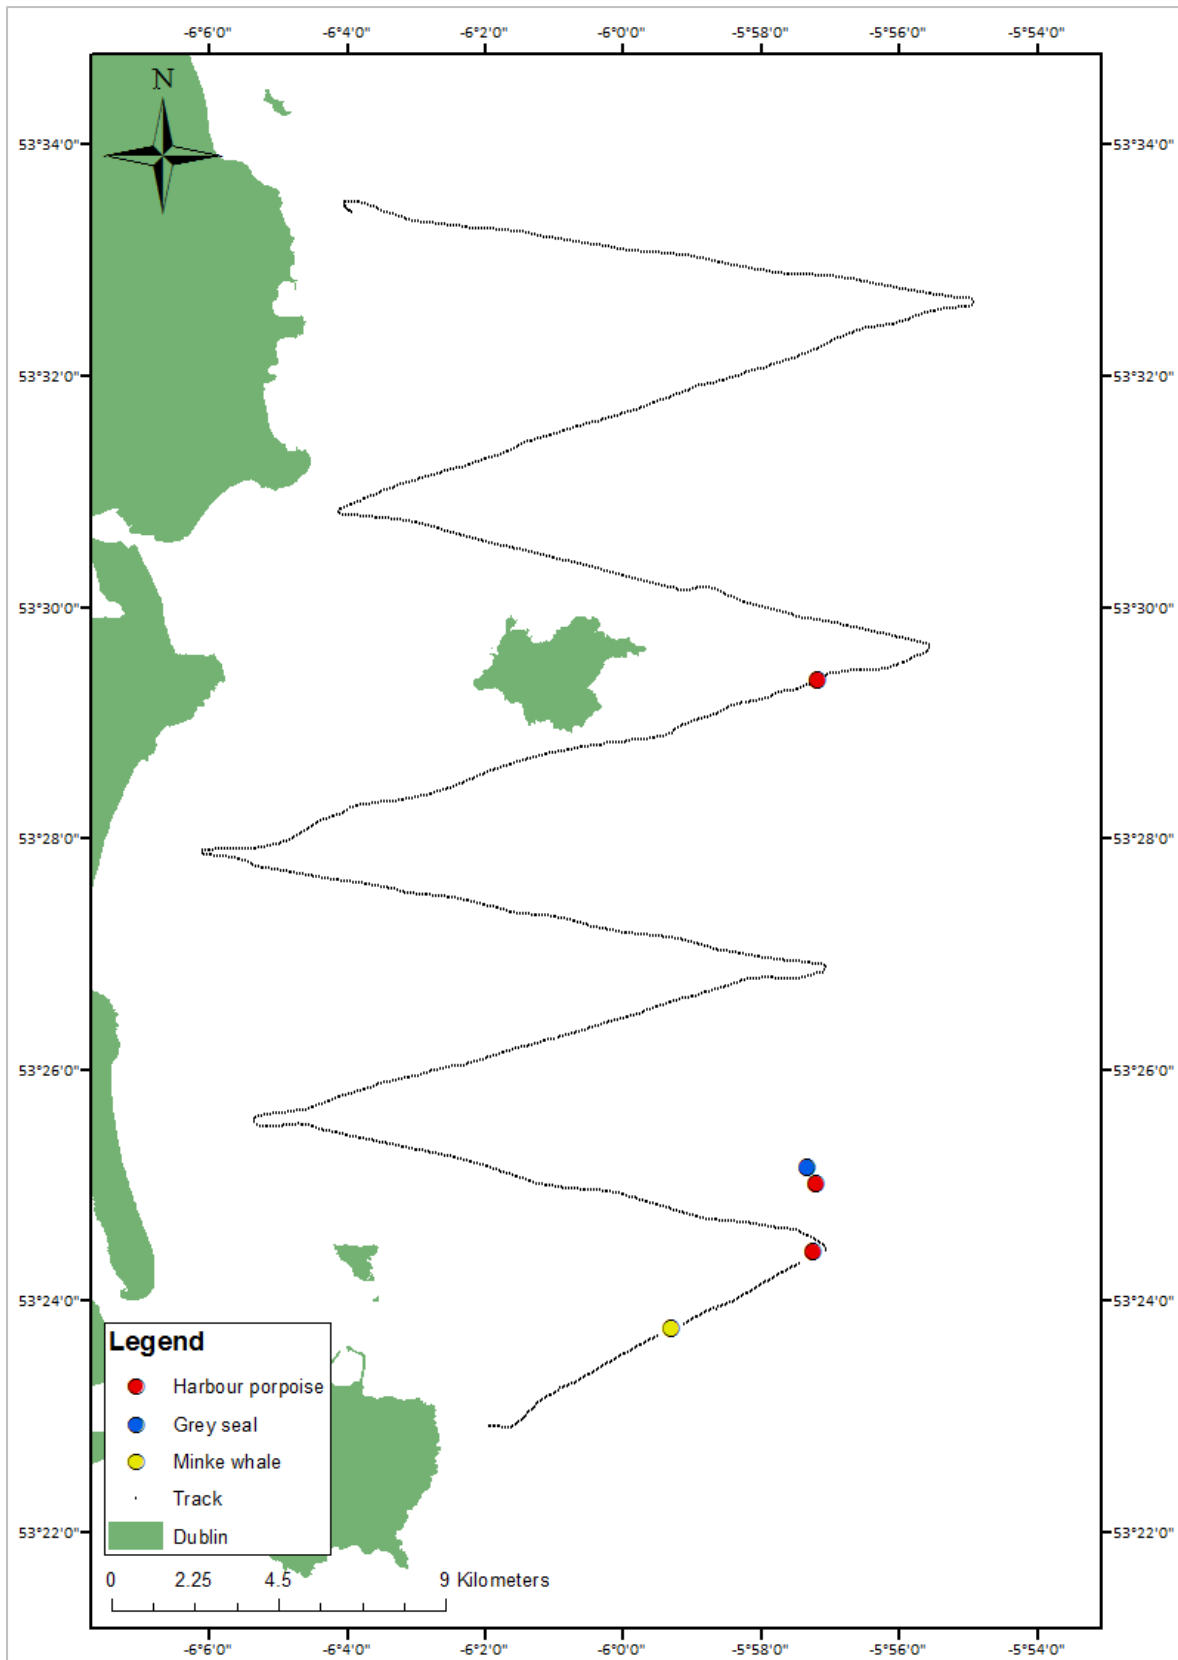 -6°6'0" -6°4'0" -6°2'0" -6°0'0" -5°58'0" -5°56'0" -5°54'0"
N
53°34'0" 53°34'0"
53°32'0" 53°32'0"
53°30'0" 53°30'0"
53°28'0" 53°28'0"
53°26'0" 53°26'0"
53°24'0" 53°24'0"
Legend
Harbour porpoise
Grey seal
Minke whale
Track
53°22'0" 53°22'0"
Dublin
0 2.25 4.5 9 Kilometers
-6°6'0" -6°4'0" -6°2'0" -6°0'0" -5°58'0" -5°56'0" -5°54'0"